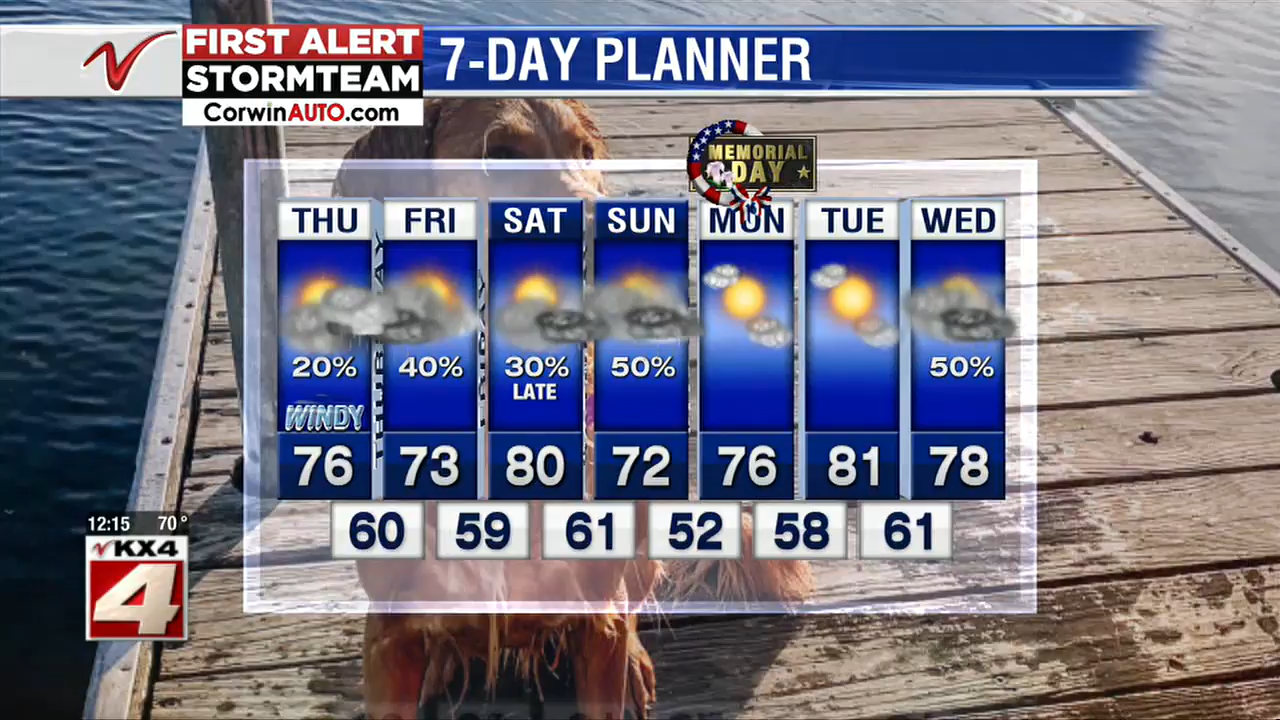 FIRST ALERT
STORMTEAM
CorwinAUTO.com
7-DAY PLANNER
MEMORIAL
DAY
THU
FRI
SAT
SUN
MON
TUE
WED
20%
40%
30%
50%
50%
LATE
WINDY
76
73
80
72
76
81
78
60
59
61
52
58
61
12:15 70°
KX4
4